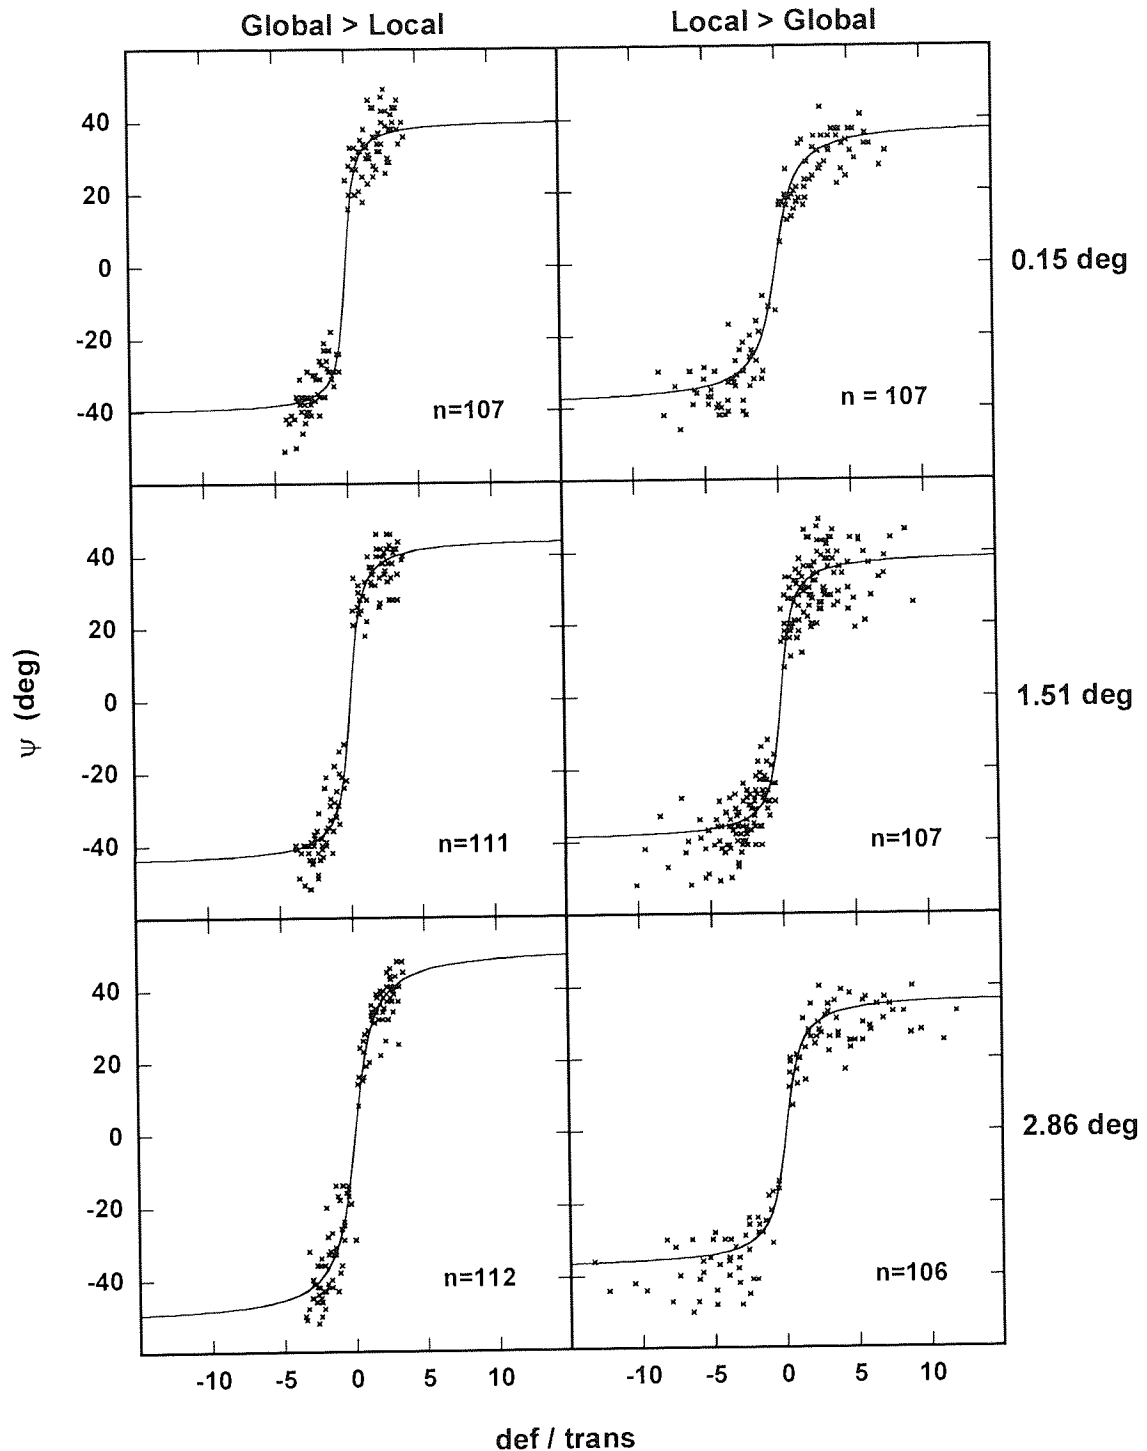 Global > Local
Local > Global
40
20
0
-20
-40
n=107
n = 107
0.15 deg
40
20
0
-20
-40
n=111
n=107
1.51 deg
ψ (deg)
40
20
0
-20
-40
n=112
n=106
2.86 deg
-10 -5 0 5 10
-10 -5 0 5 10
def / trans